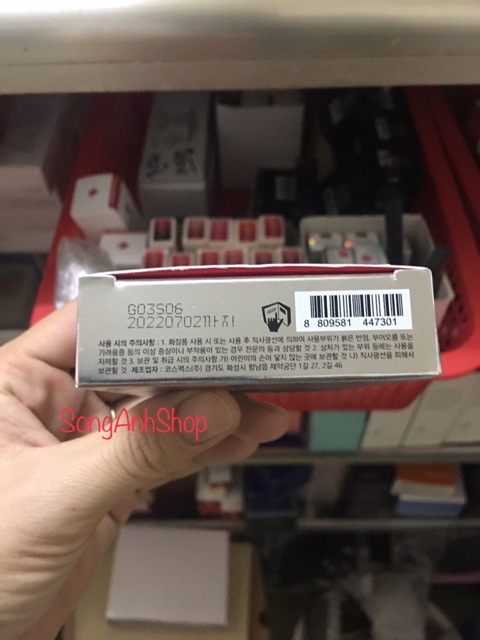 G03S06
20220702까지
8 809581 447301
사용 시의 주의사항 : 1. 화장품 사용 시 또는 사용 후 직사광선에 의하여 사용부위가 붉은 반점, 부어오름 또는
가려움증 등의 이상 증상이나 부작용이 있는 경우 전문의 등과 상담할 것 2. 상처가 있는 부위 등에는 사용을
자제할 것 3. 보관 및 취급 시의 주의사항 가) 어린이의 손이 닿지 않는 곳에 보관할 것 나) 직사광선을 피해서
보관할 것 제조업자 : 코스맥스(주) 경기도 화성시 향남읍 제약공단 1길 27, 2길 46
SongAnhShop